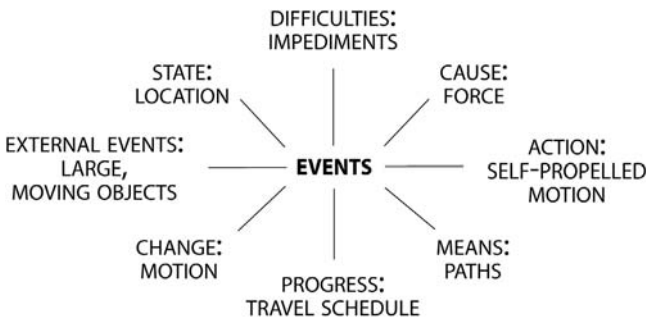 DIFFICULTIES:
IMPEDIMENTS
STATE:
LOCATION
CAUSE:
FORCE
EXTERNAL EVENTS:
LARGE,
MOVING OBJECTS
EVENTS
ACTION:
SELF-PROPELLED
MOTION
CHANGE:
MOTION
PROGRESS:
TRAVEL SCHEDULE
MEANS:
PATHS